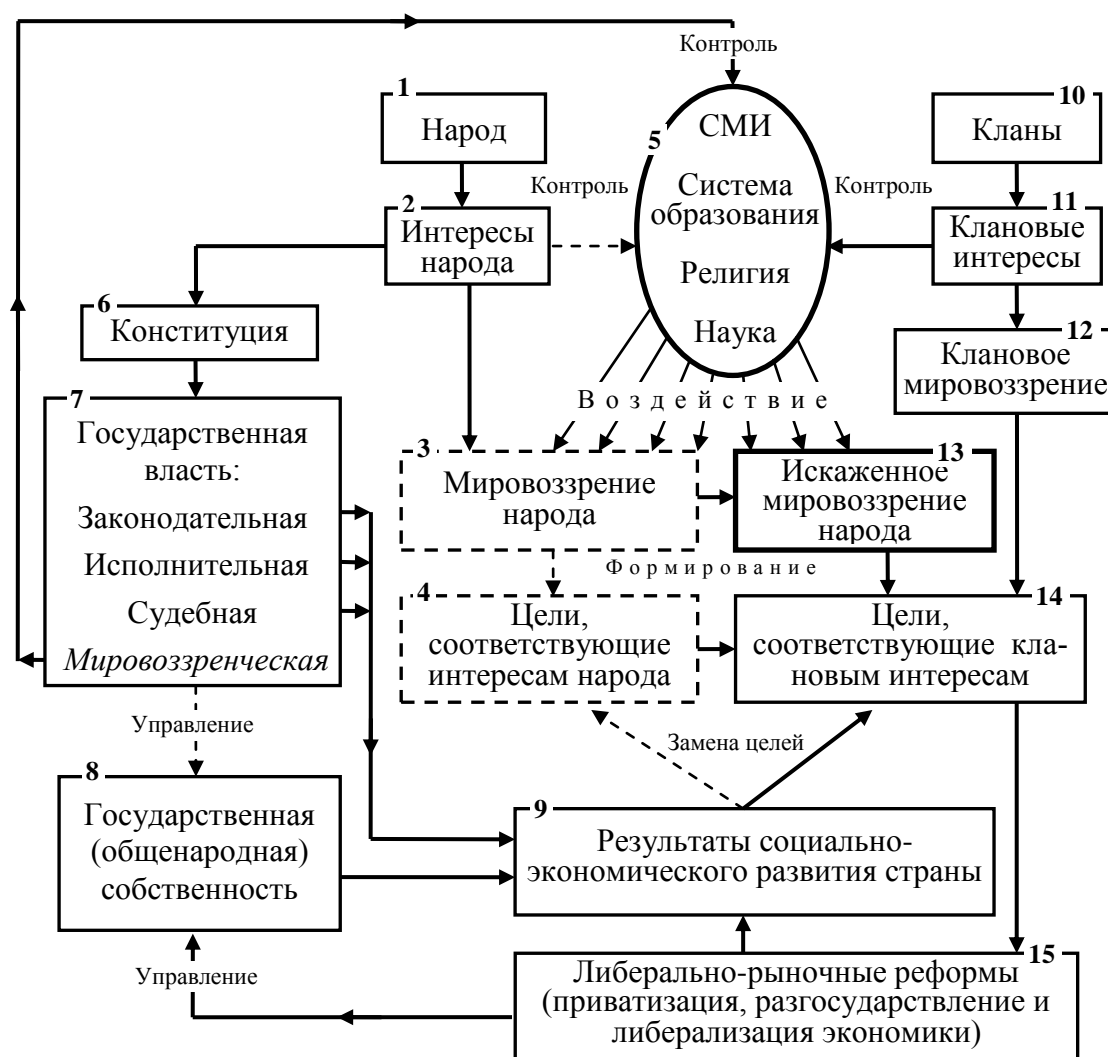 Контроль
1
Народ
10
Кланы
5
СМИ
Система
образования
Религия
Наука
Контроль
Контроль
2
Интересы
народа
11
Клановые
интересы
6
Конституция
12
Клановое
мировоззрение
Воздействие
7
Государственная
власть:
Законодательная
Исполнительная
Судебная
Мировоззренческая
3
Мировоззрение
народа
13
Искаженное
мировоззрение
народа
Формирование
4
Цели,
соответствующие
интересам народа
14
Цели,
соответствующие кла-
новым интересам
Управление
Замена целей
8
Государственная
(общенародная)
собственность
9
Результаты социально-
экономического развития страны
Управление
15
Либерально-рыночные реформы
(приватизация, разгосударствление и
либерализация экономики)